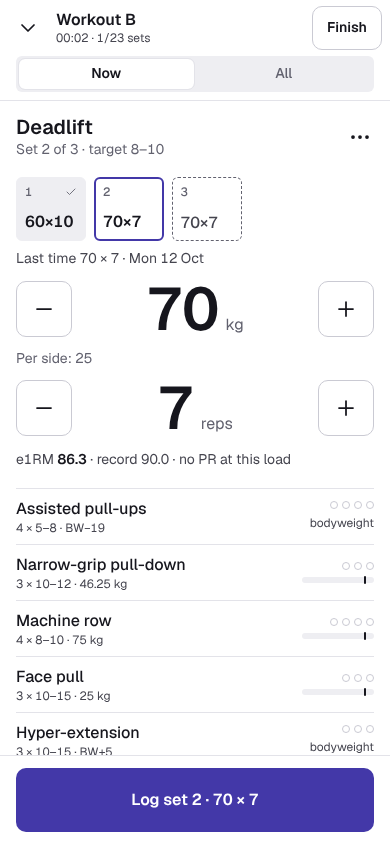 Workout B
00:02 · 1/23 sets
Finish
Now
All
Deadlift
Set 2 of 3 · target 8–10
1
60×10
2
70×7
3
70×7
Last time 70 × 7 · Mon 12 Oct
70 kg
Per side: 25
7 reps
e1RM 86.3 · record 90.0 · no PR at this load
Assisted pull-ups
4 × 5–8 · BW−19
bodyweight
Narrow-grip pull-down
3 × 10–12 · 46.25 kg
Machine row
4 × 8–10 · 75 kg
Face pull
3 × 10–15 · 25 kg
Hyper-extension
3 × 10–15 · BW+5
bodyweight
Log set 2 · 70 × 7